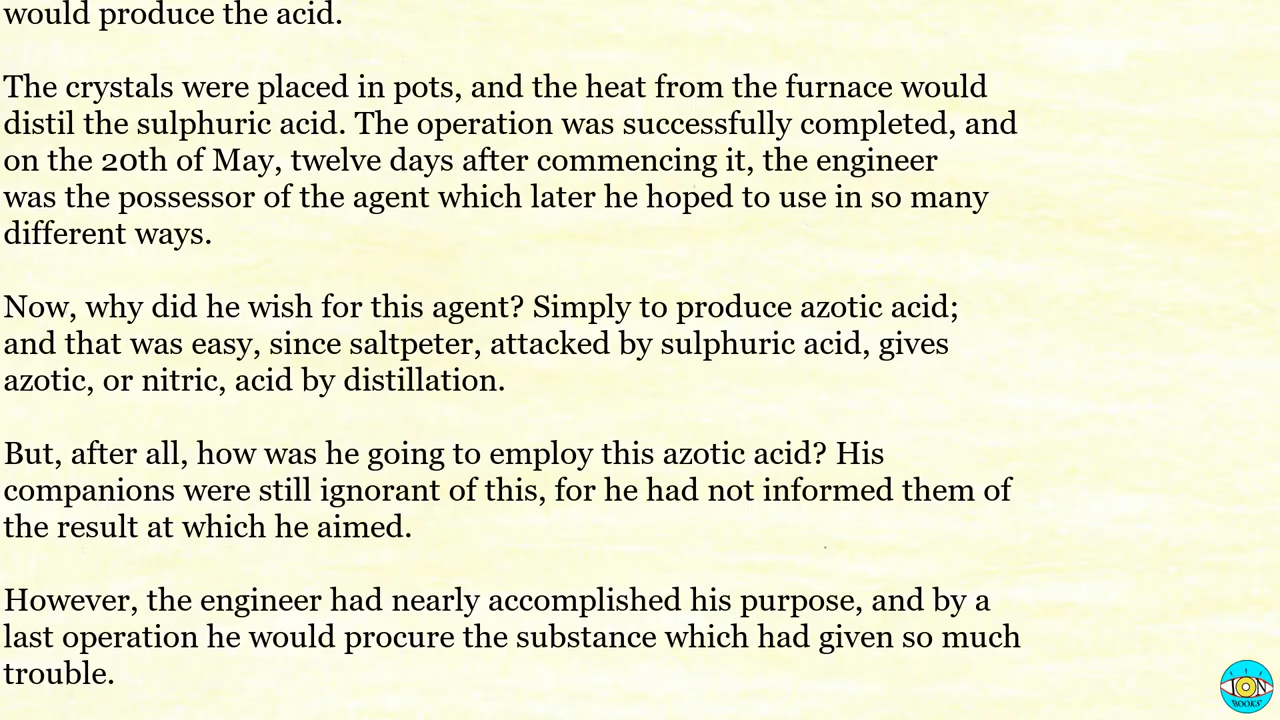 would produce the acid.
The crystals were placed in pots, and the heat from the furnace would
distil the sulphuric acid. The operation was successfully completed, and
on the 20th of May, twelve days after commencing it, the engineer
was the possessor of the agent which later he hoped to use in so many
different ways.
Now, why did he wish for this agent? Simply to produce azotic acid;
and that was easy, since saltpeter, attacked by sulphuric acid, gives
azotic, or nitric, acid by distillation.
But, after all, how was he going to employ this azotic acid? His
companions were still ignorant of this, for he had not informed them of
the result at which he aimed.
However, the engineer had nearly accomplished his purpose, and by a
last operation he would procure the substance which had given so much
trouble.
ION
BOOKS